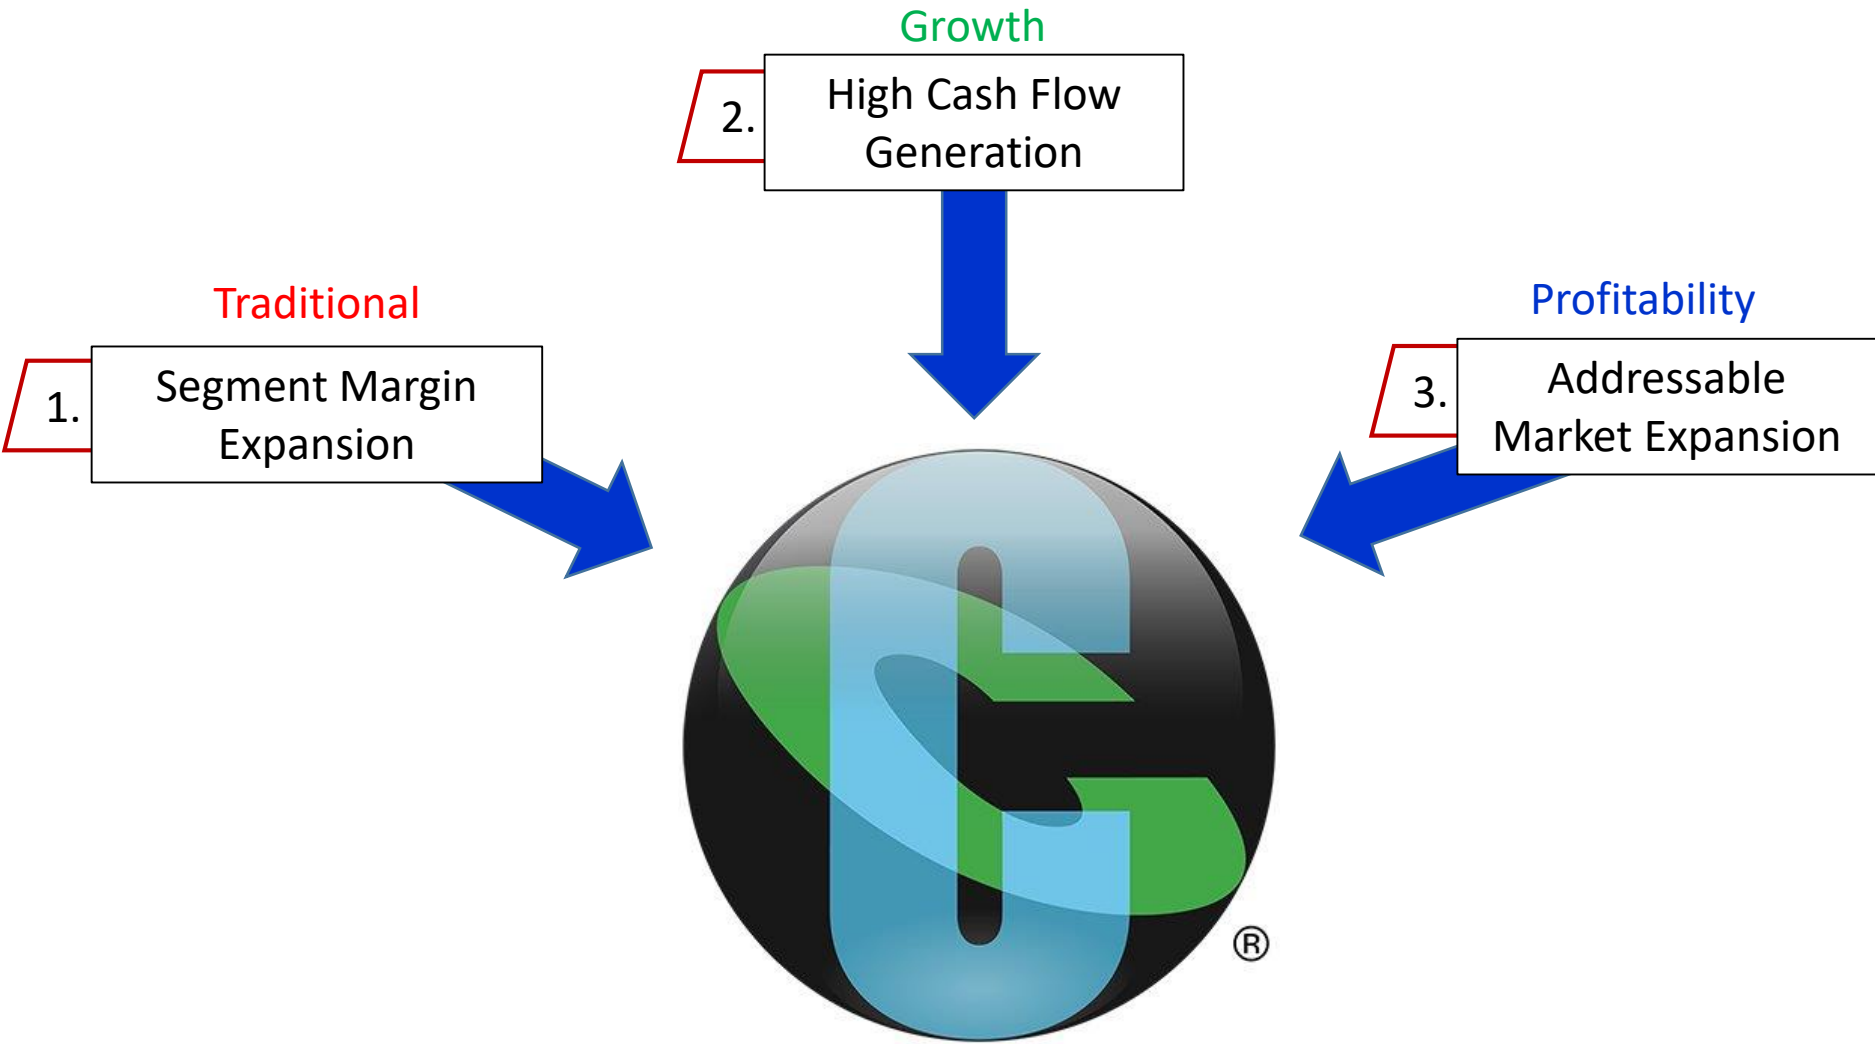 Growth
2.
High Cash Flow
Generation
Traditional
1.
Segment Margin
Expansion
Profitability
3.
Addressable
Market Expansion
®